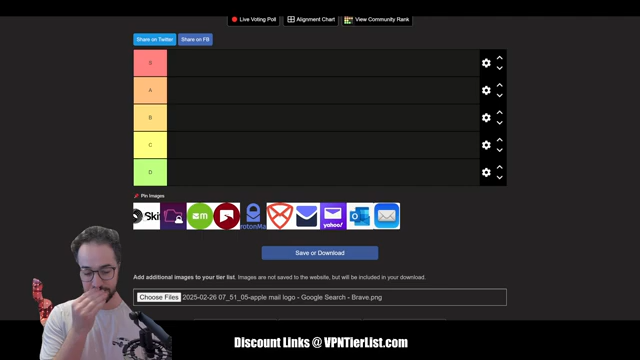 Live Voting Poll
Alignment Chart
View Community Rank
Share on Twitter
Share on FB
S
A
B
C
D
Pin Images
Skif
m
rotonMa
yahoo!
Save or Download
Add additional images to your tier list. Images are not saved to the website, but will be included in your download.
Choose Files 2025-02-26 07_51_05-apple mail logo - Google Search - Brave.png
Discount Links @ VPNTierList.com